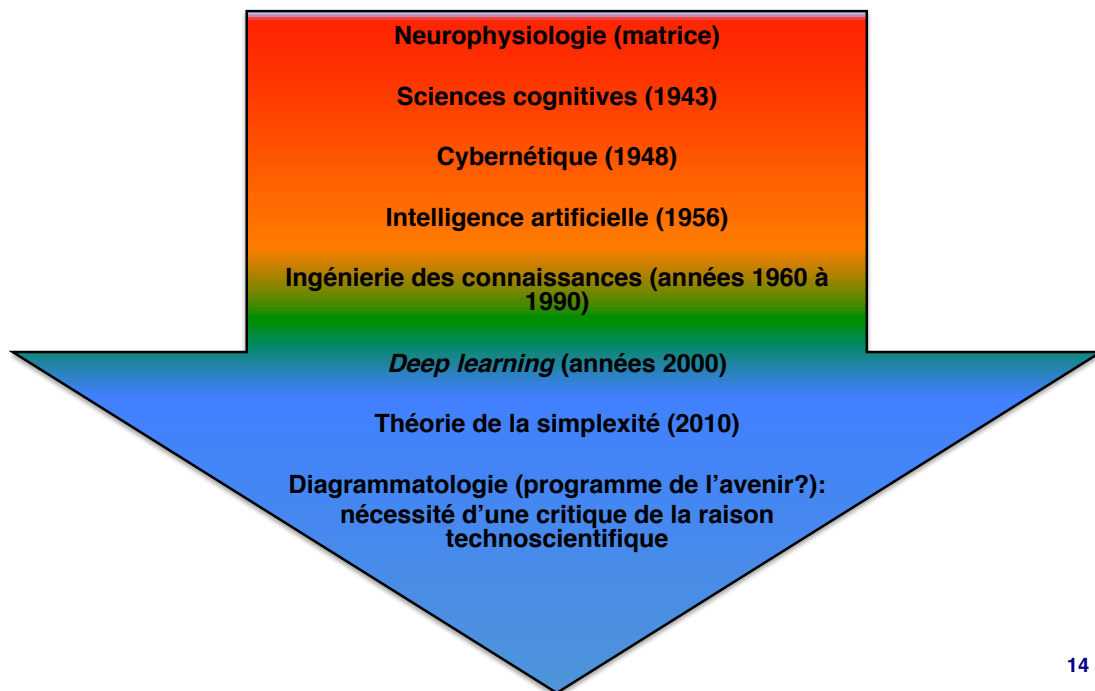 Neurophysiologie (matrice)
Sciences cognitives (1943)
Cybernétique (1948)
Intelligence artificielle (1956)
Ingénierie des connaissances (années 1960 à
1990)
Deep learning (années 2000)
Théorie de la simplexité (2010)
Diagrammatologie (programme de l'avenir?):
nécessité d'une critique de la raison
technoscientifique
14